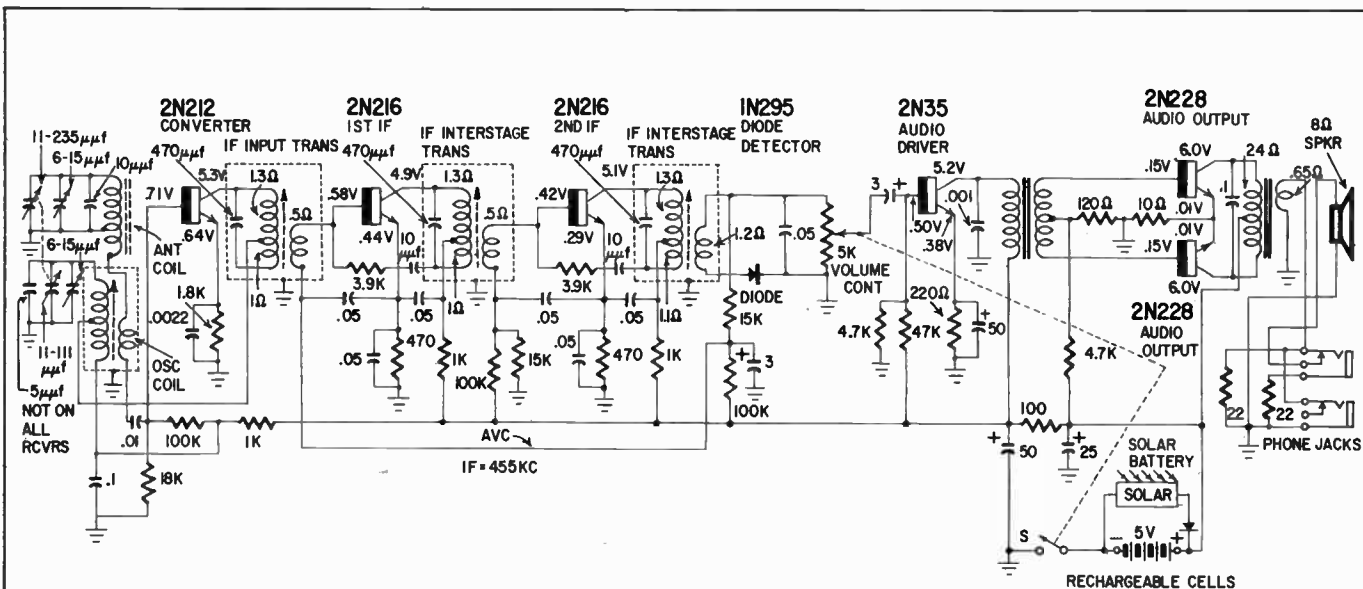 2N212
CONVERTER
2N216
1ST IF
2N216
2ND IF
1N295
DIODE
DETECTOR
2N35
AUDIO
DRIVER
2N228
AUDIO OUTPUT
8Ω
SPKR
IF INPUT TRANS
IF INTERSTAGE
TRANS
IF INTERSTAGE
TRANS
11-235μμf
6-15μμf
10μμf
470μμf
5.3V
1.3Ω
.5Ω
.71V
.64V
470μμf
4.9V
1.3Ω
.5Ω
.58V
.44V
10
μμf
470μμf
5.1V
1.3Ω
1.2Ω
.42V
.29V
10
μμf
.05
5K
VOLUME
CONT
3
+
5.2V
.001
.50V
.38V
120Ω
10Ω
.15V
6.0V
.01V
.01V
.15V
6.0V
.1
24Ω
.65Ω
6-15μμf
ANT
COIL
1.8K
.0022
1Ω
3.9K
.05
.05
1Ω
3.9K
.05
.05
1.1Ω
DIODE
15K
220Ω
+
50
4.7K
47K
2N228
AUDIO
OUTPUT
11-111
μμf
OSC
COIL
5μμf
NOT ON
ALL
RCVRS
.05
470
1K
100K
15K
.05
470
1K
+
3
100K
4.7K
22
22
PHONE JACKS
.01
100K
1K
AVC
IF=455KC
.1
18K
100
+
50
+
25
SOLAR
BATTERY
SOLAR
S
−
5V
+
RECHARGEABLE CELLS